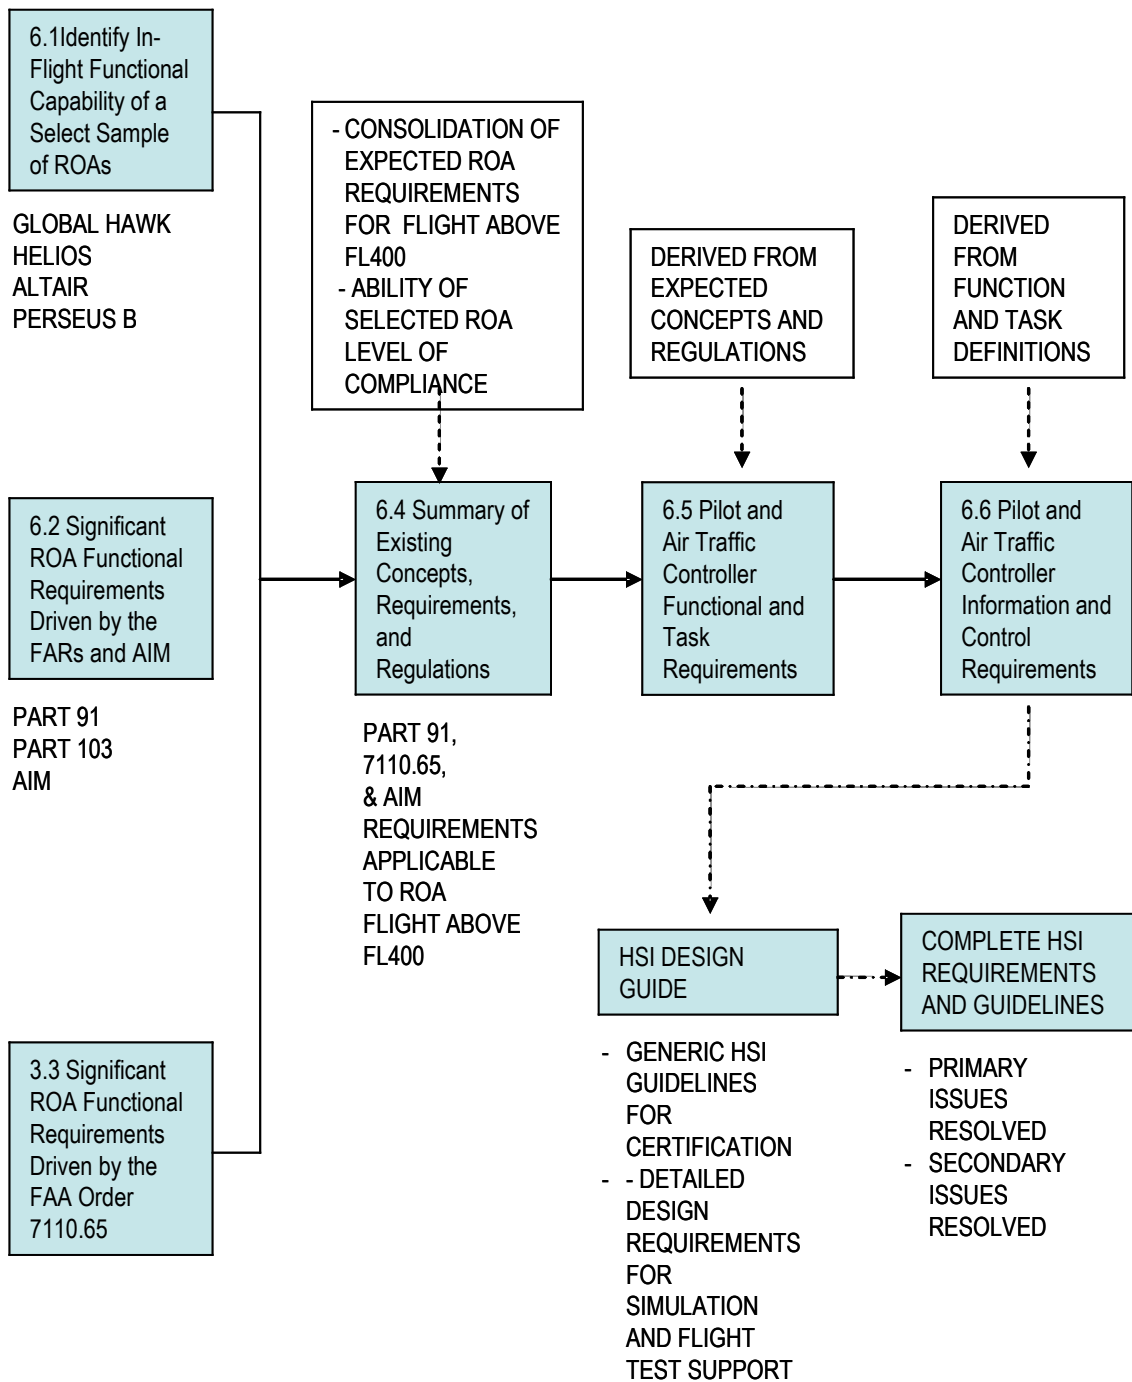 6.1Identify In-
Flight Functional
Capability of a
Select Sample
of ROAs
GLOBAL HAWK
HELIOS
ALTAIR
PERSEUS B
- CONSOLIDATION OF
EXPECTED ROA
REQUIREMENTS
FOR FLIGHT ABOVE
FL400
- ABILITY OF
SELECTED ROA
LEVEL OF
COMPLIANCE
DERIVED FROM
EXPECTED
CONCEPTS AND
REGULATIONS
DERIVED
FROM
FUNCTION
AND TASK
DEFINITIONS
6.2 Significant
ROA Functional
Requirements
Driven by the
FARs and AIM
PART 91
PART 103
AIM
6.4 Summary of
Existing
Concepts,
Requirements,
and
Regulations
PART 91,
7110.65,
& AIM
REQUIREMENTS
APPLICABLE
TO ROA
FLIGHT ABOVE
FL400
6.5 Pilot and
Air Traffic
Controller
Functional and
Task
Requirements
6.6 Pilot and
Air Traffic
Controller
Information and
Control
Requirements
3.3 Significant
ROA Functional
Requirements
Driven by the
FAA Order
7110.65
HSI DESIGN
GUIDE
- GENERIC HSI
GUIDELINES
FOR
CERTIFICATION
- - DETAILED
DESIGN
REQUIREMENTS
FOR
SIMULATION
AND FLIGHT
TEST SUPPORT
COMPLETE HSI
REQUIREMENTS
AND GUIDELINES
- PRIMARY
ISSUES
RESOLVED
- SECONDARY
ISSUES
RESOLVED